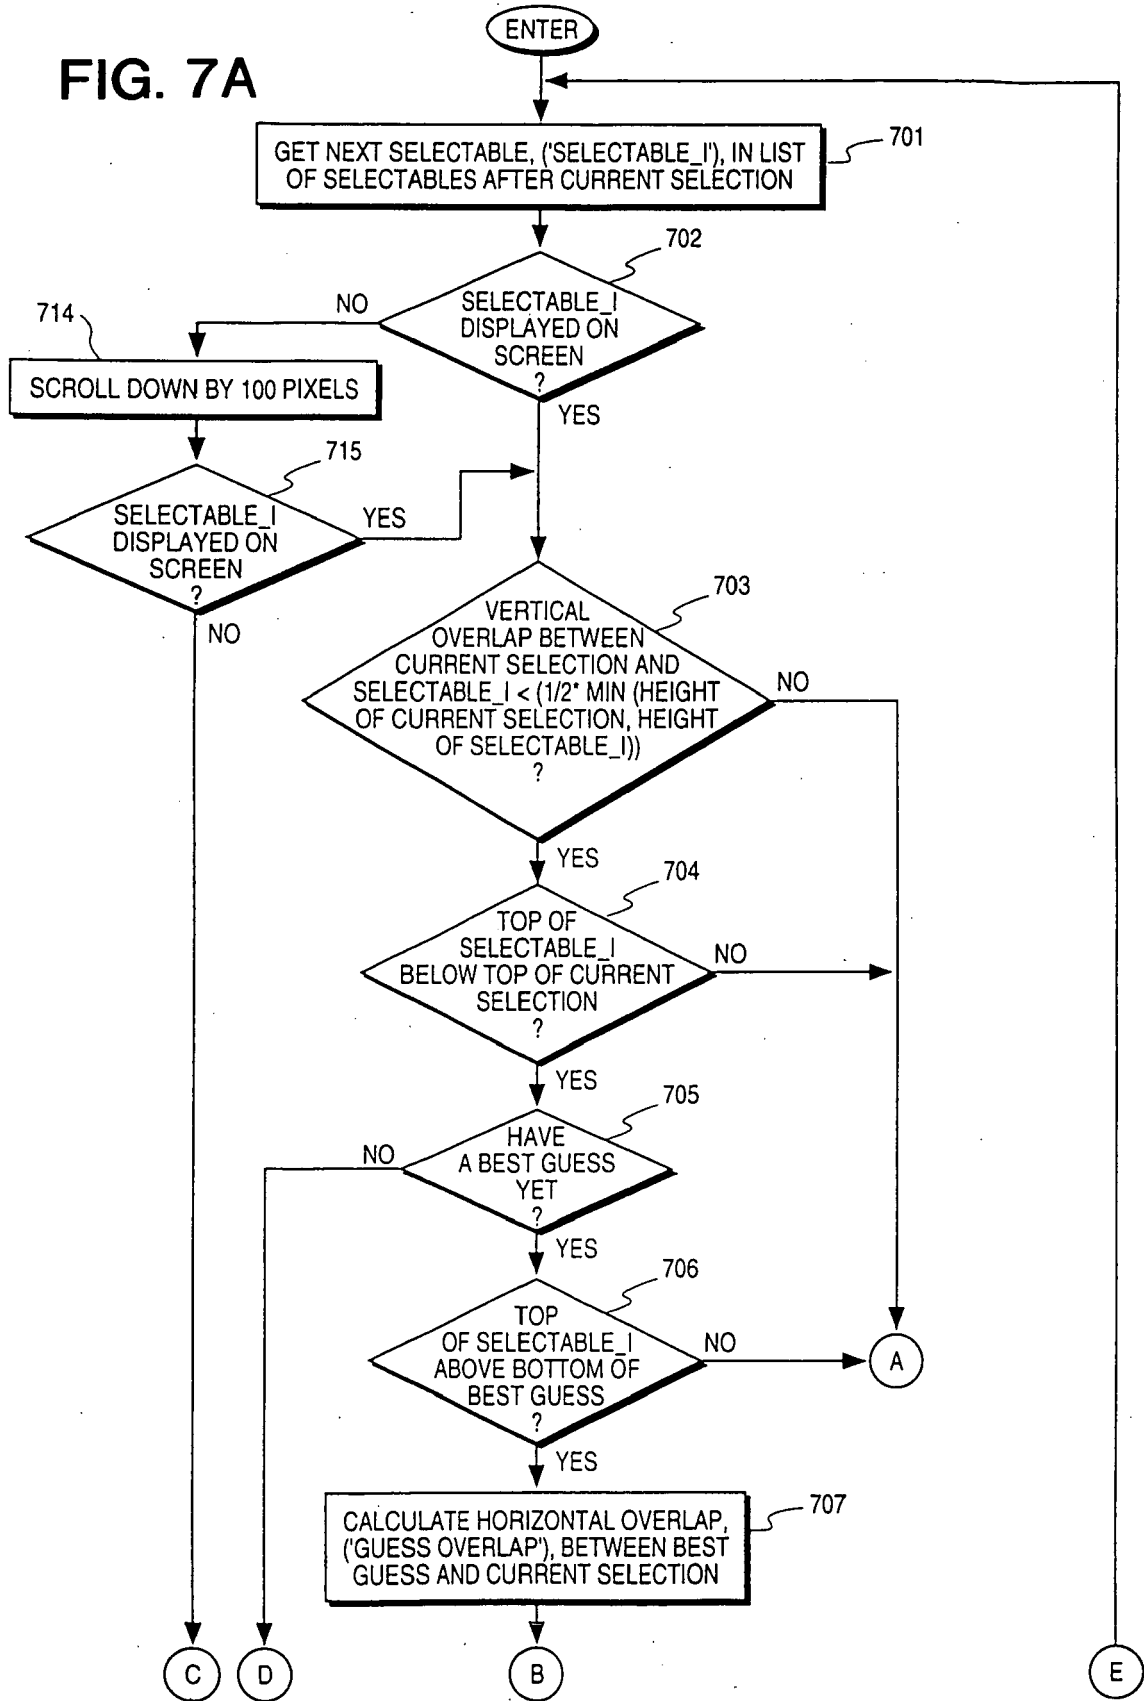 FIG. 7A
ENTER
GET NEXT SELECTABLE, ('SELECTABLE_I'), IN LIST
OF SELECTABLES AFTER CURRENT SELECTION
701
702
SELECTABLE_I
DISPLAYED ON
SCREEN
?
NO
YES
714
SCROLL DOWN BY 100 PIXELS
715
SELECTABLE_I
DISPLAYED ON
SCREEN
?
YES
NO
703
VERTICAL
OVERLAP BETWEEN
CURRENT SELECTION AND
SELECTABLE_I < (1/2* MIN (HEIGHT
OF CURRENT SELECTION, HEIGHT
OF SELECTABLE_I))
?
NO
YES
704
TOP OF
SELECTABLE_I
BELOW TOP OF CURRENT
SELECTION
?
NO
YES
705
HAVE
A BEST GUESS
YET
?
NO
YES
706
TOP
OF SELECTABLE_I
ABOVE BOTTOM OF
BEST GUESS
?
NO
A
YES
707
CALCULATE HORIZONTAL OVERLAP,
('GUESS OVERLAP'), BETWEEN BEST
GUESS AND CURRENT SELECTION
C
D
B
E